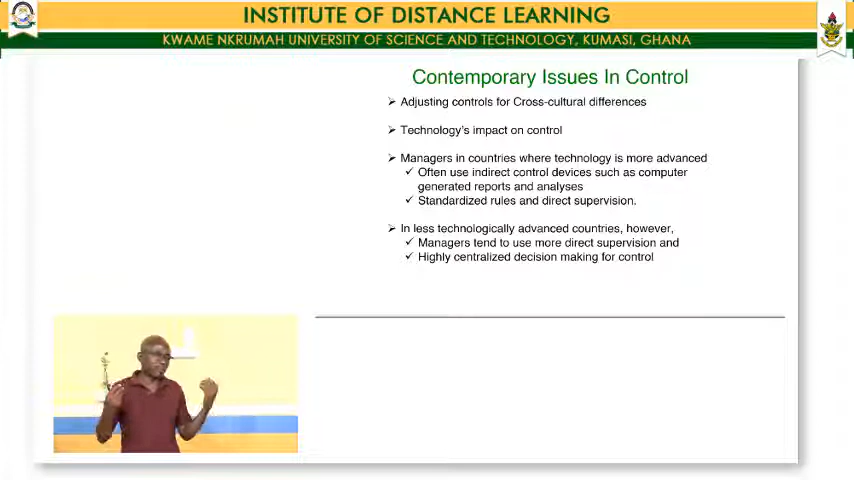 INSTITUTE OF DISTANCE LEARNING
KWAME NKRUMAH UNIVERSITY OF SCIENCE AND TECHNOLOGY, KUMASI, GHANA
Contemporary Issues In Control
➢ Adjusting controls for Cross-cultural differences
➢ Technology's impact on control
➢ Managers in countries where technology is more advanced
✓ Often use indirect control devices such as computer
generated reports and analyses
✓ Standardized rules and direct supervision.
➢ In less technologically advanced countries, however,
✓ Managers tend to use more direct supervision and
✓ Highly centralized decision making for control